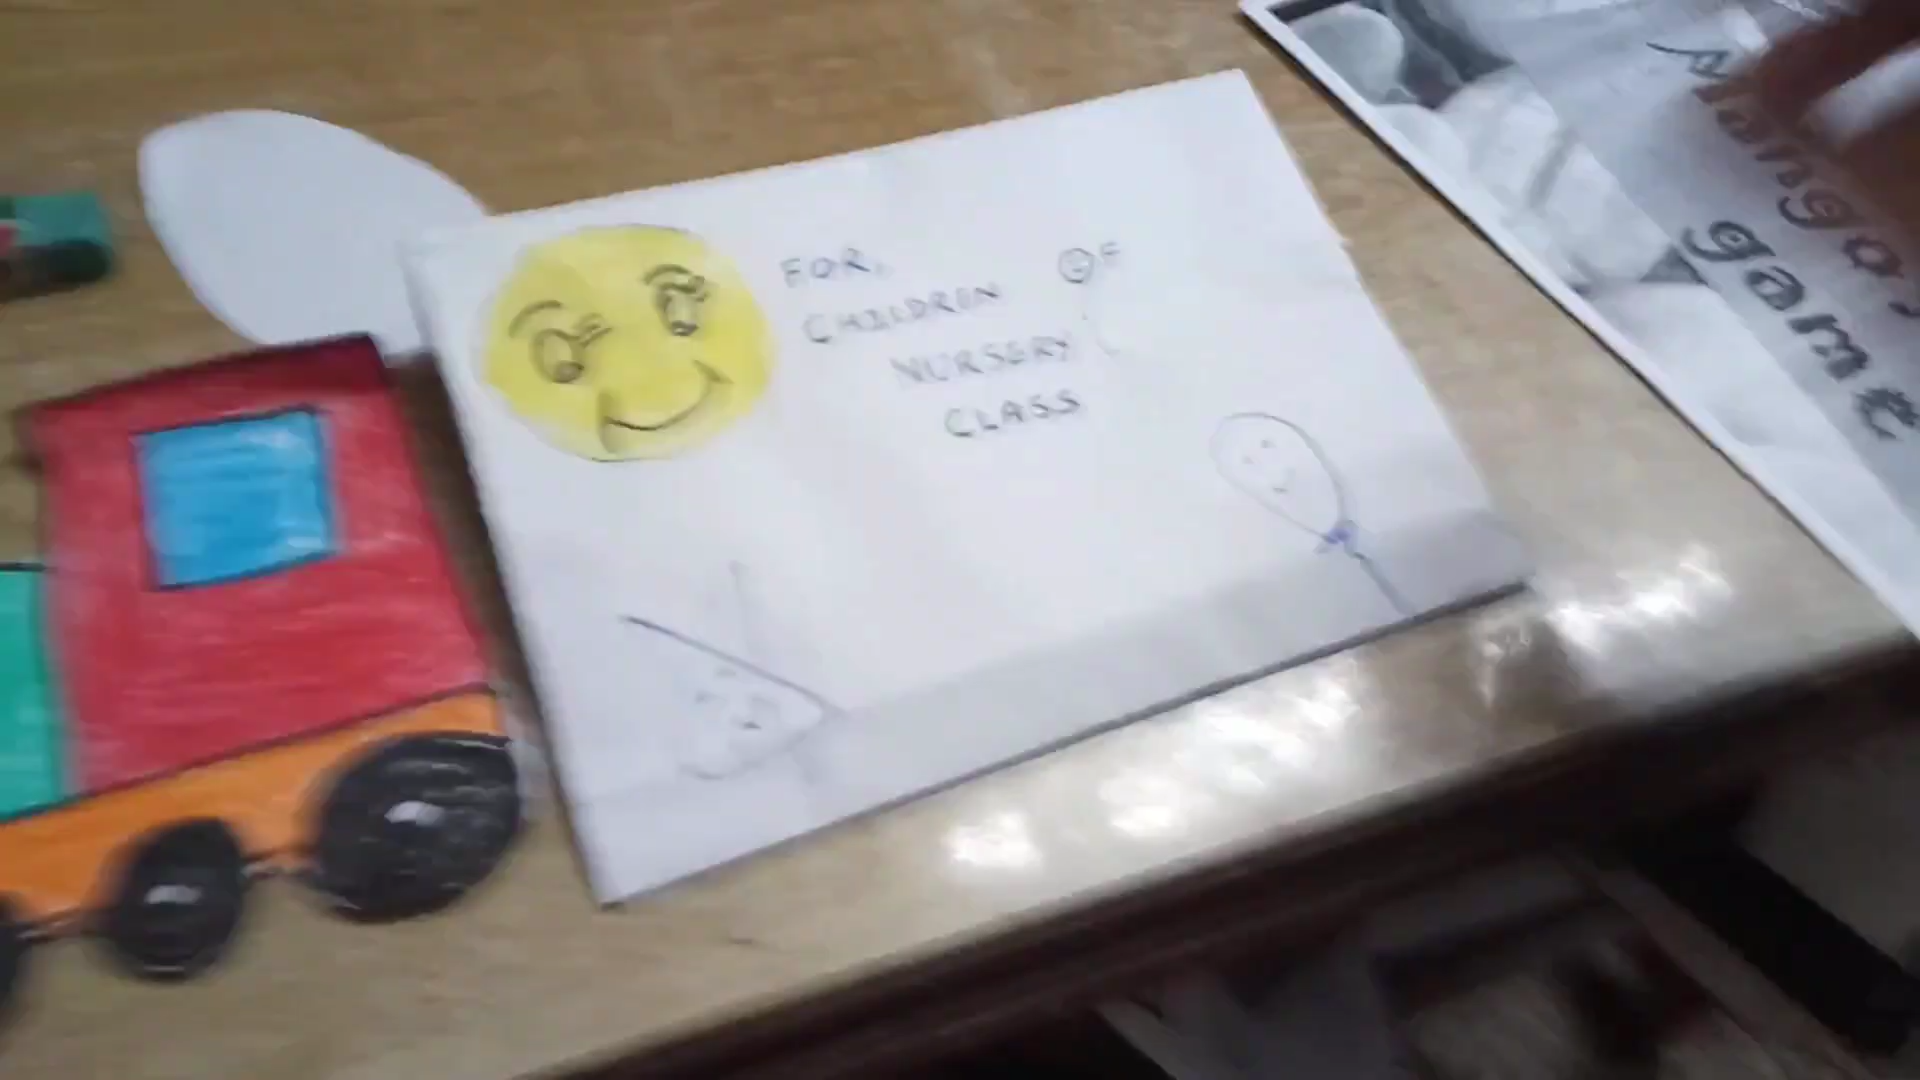 FOR,
CHILDREN OF
NURSERY
CLASS
game